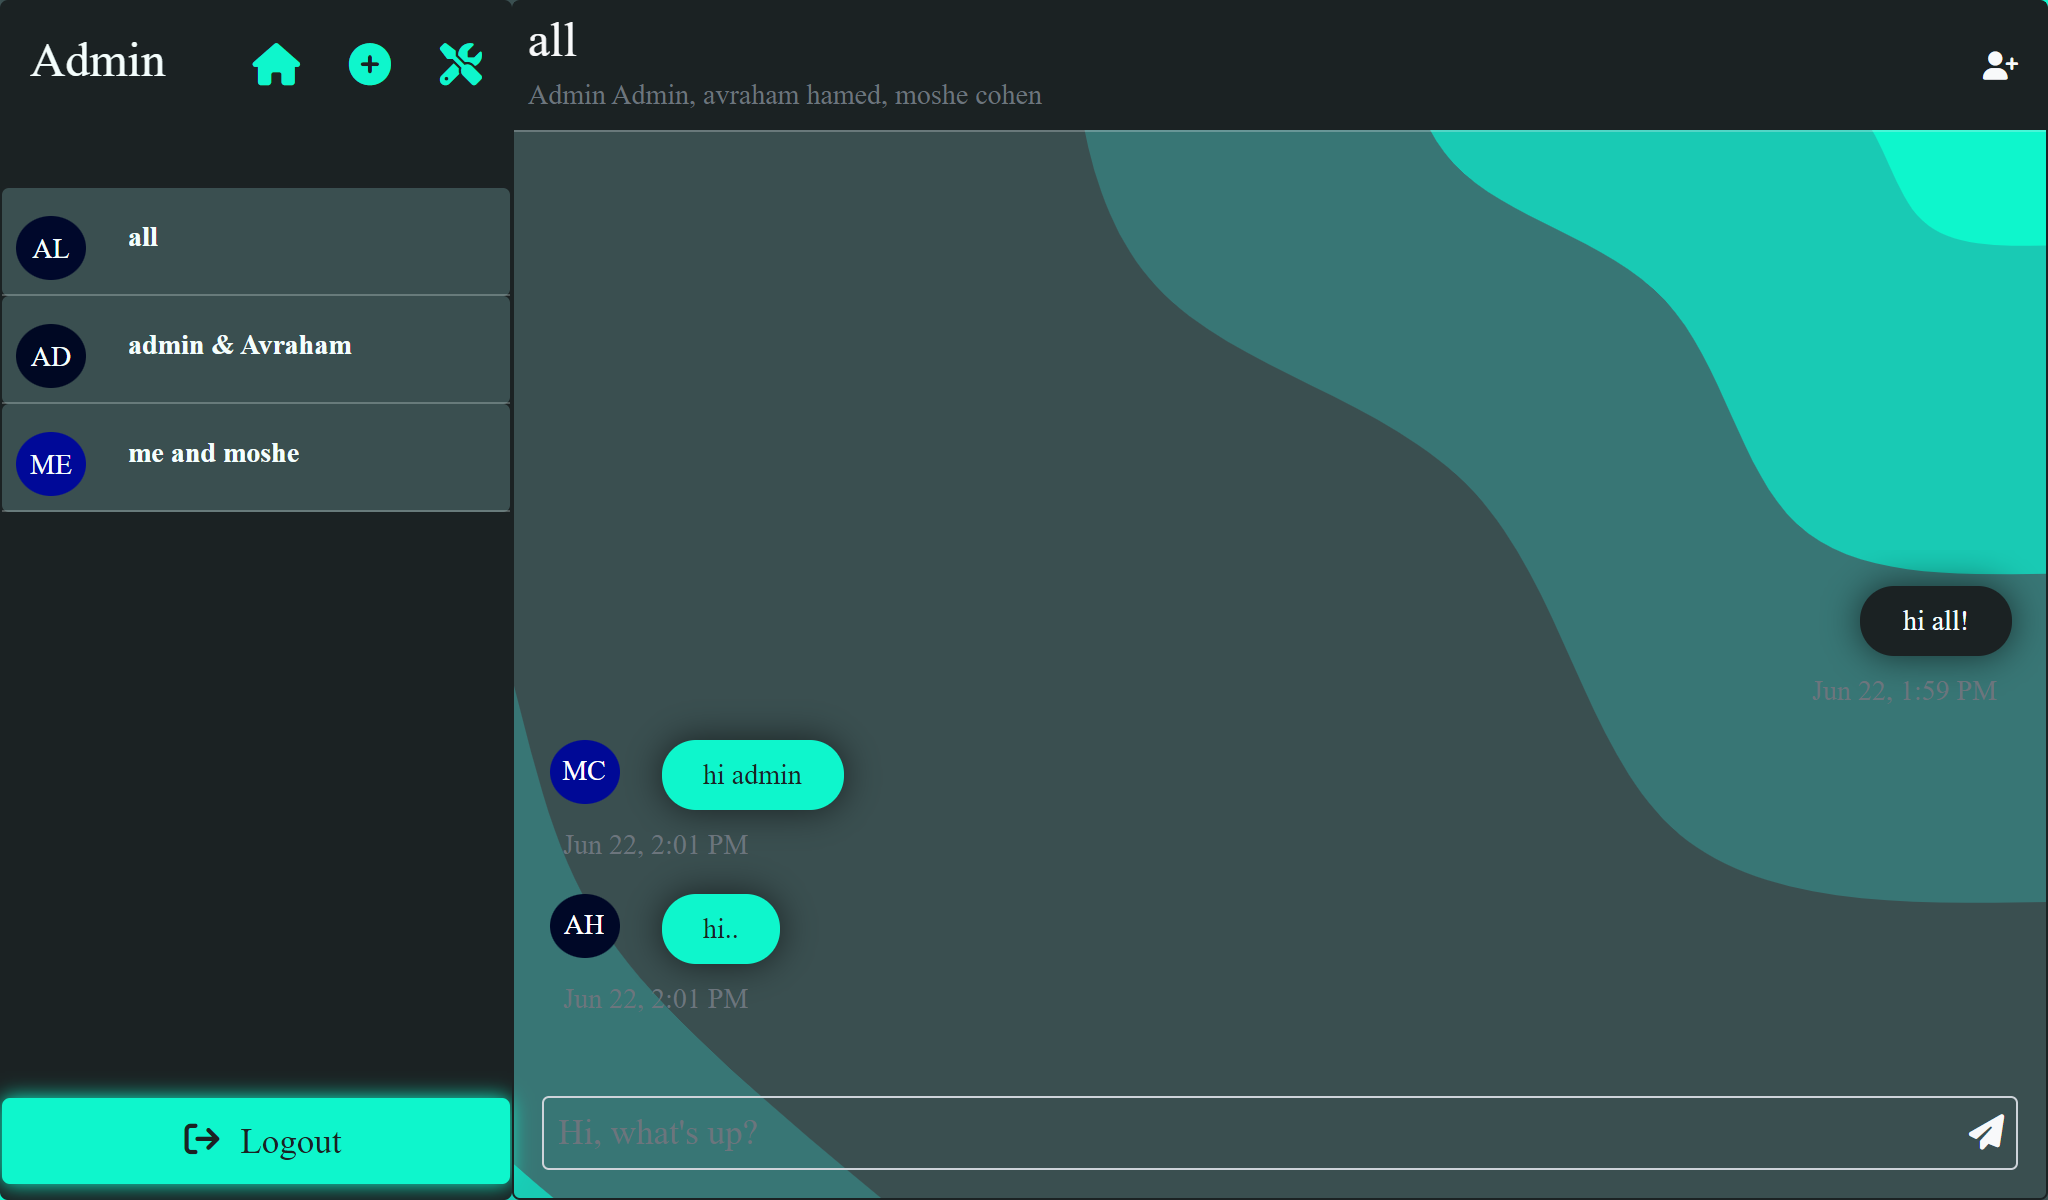 Admin
AL
all
AD
admin & Avraham
ME
me and moshe
Logout
all
Admin Admin, avraham hamed, moshe cohen
hi all!
Jun 22, 1:59 PM
MC
hi admin
Jun 22, 2:01 PM
AH
hi..
Jun 22, 2:01 PM
Hi, what's up?